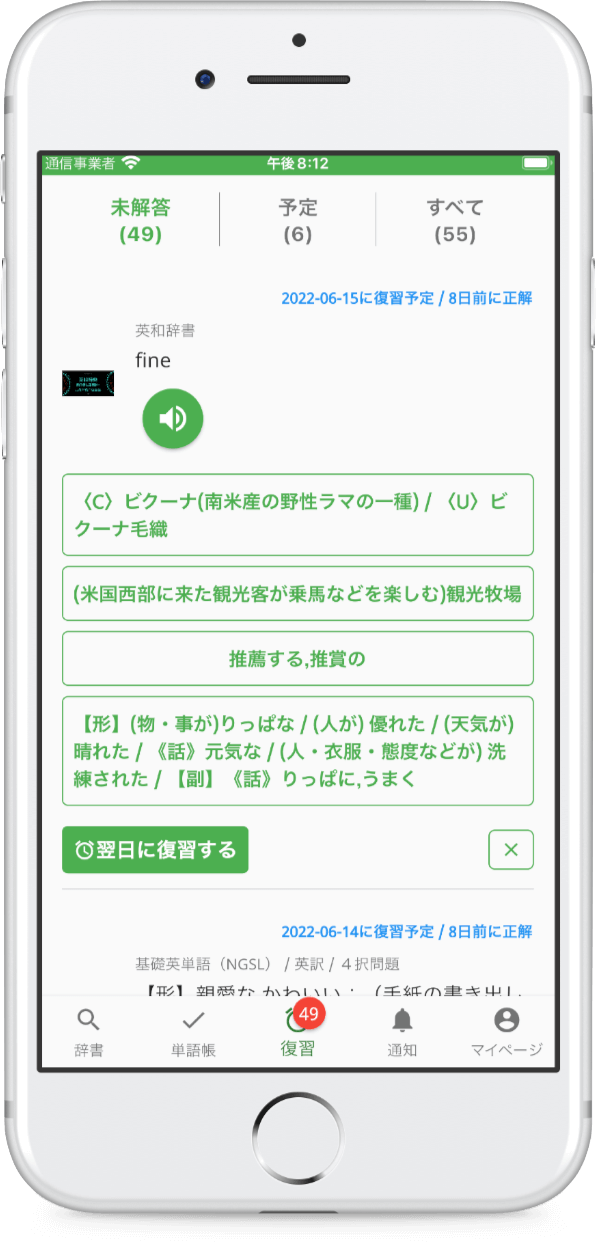 通信事業者 午後8:12
未解答 予定 すべて
(49) (6) (55)
2022-06-15に復習予定 / 8日前に正解
英和辞書
fine
〈C〉ビクーナ(南米産の野性ラマの一種) / 〈U〉ビ
クーナ毛織
(米国西部に来た観光客が乗馬などを楽しむ)観光牧場
推薦する,推賞の
【形】(物・事が)りっぱな / (人が) 優れた / (天気が)
晴れた / 《話》元気な / (人・衣服・態度などが) 洗
練された / 【副】《話》りっぱに,うまく
翌日に復習する
2022-06-14に復習予定 / 8日前に正解
基礎英単語（NGSL） / 英訳 / ４択問題
【形】親愛な,かわいい；（手紙の書き出し
49
辞書 単語帳 復習 通知 マイページ